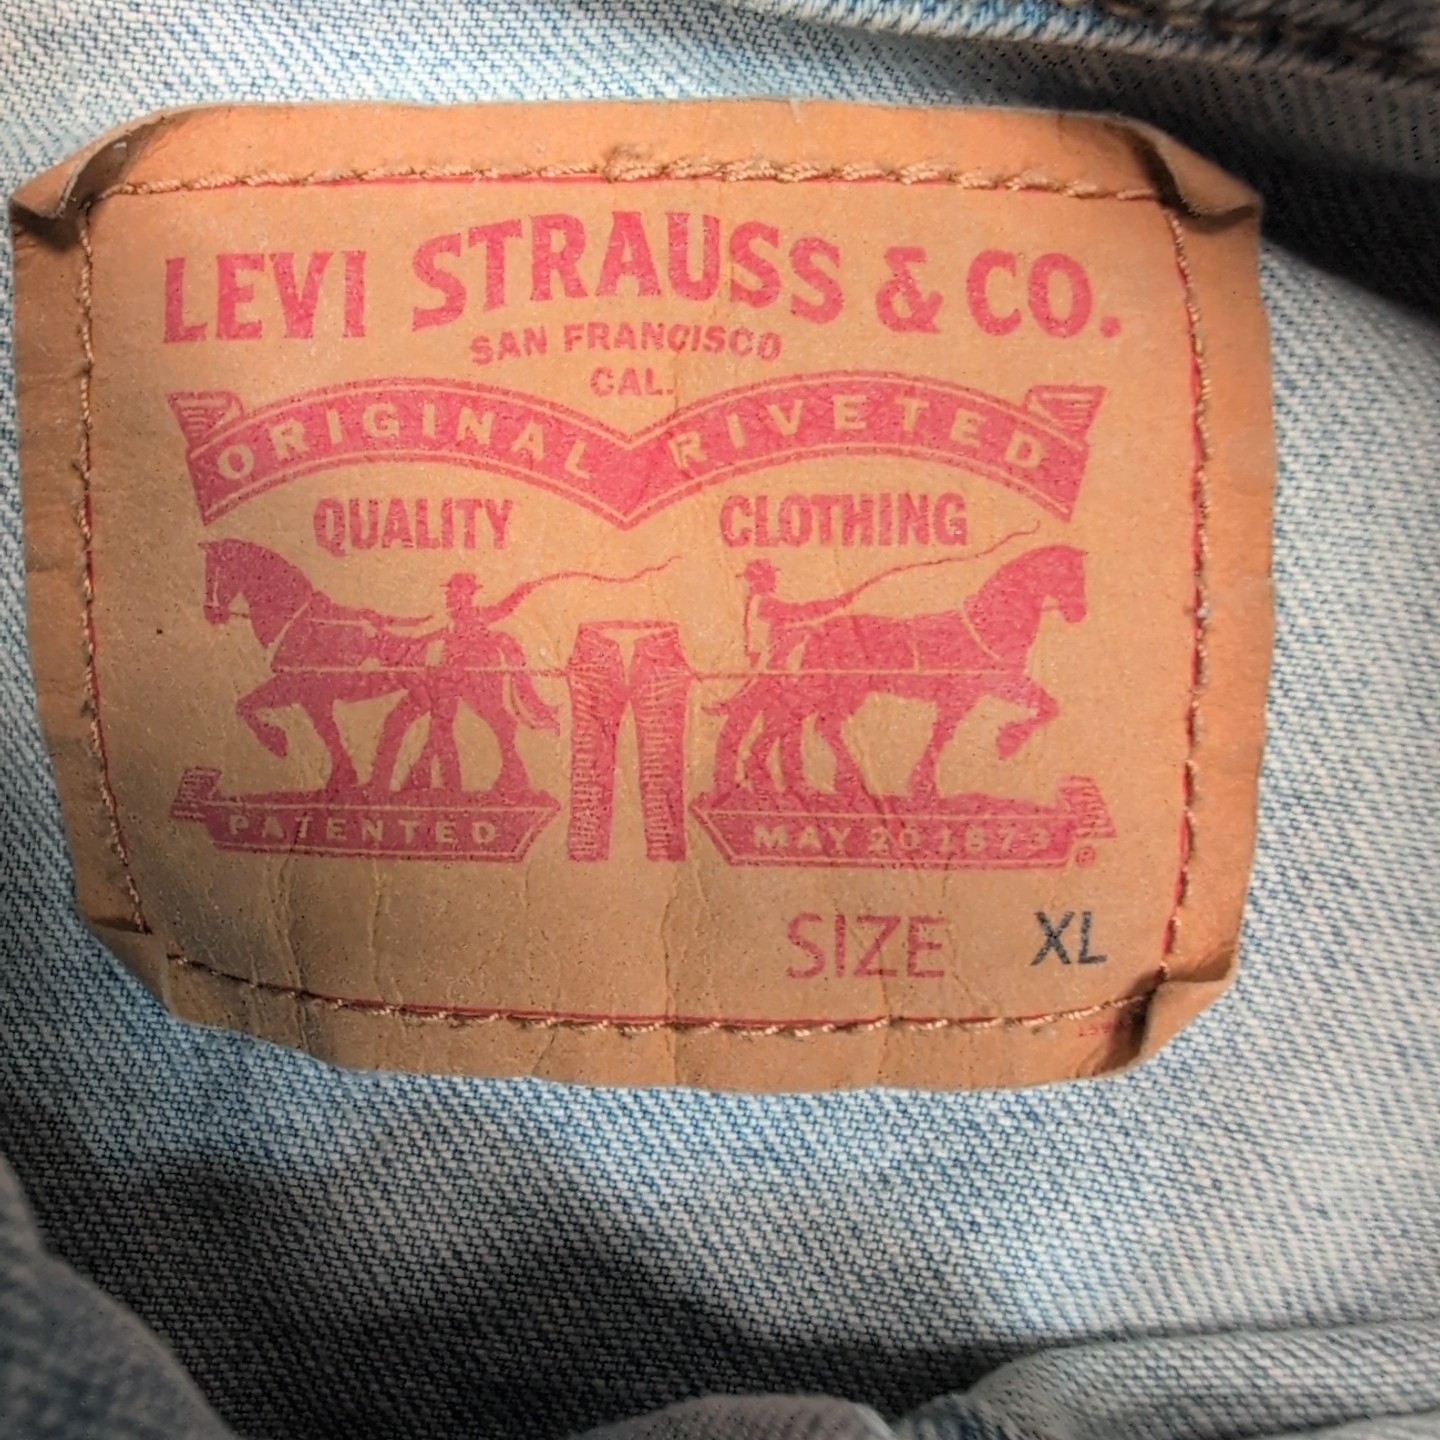 LEVI STRAUSS & CO.
SAN FRANCISCO
CAL.
ORIGINAL RIVETED
QUALITY CLOTHING
PATENTED MAY 20 1873 ®
SIZE XL